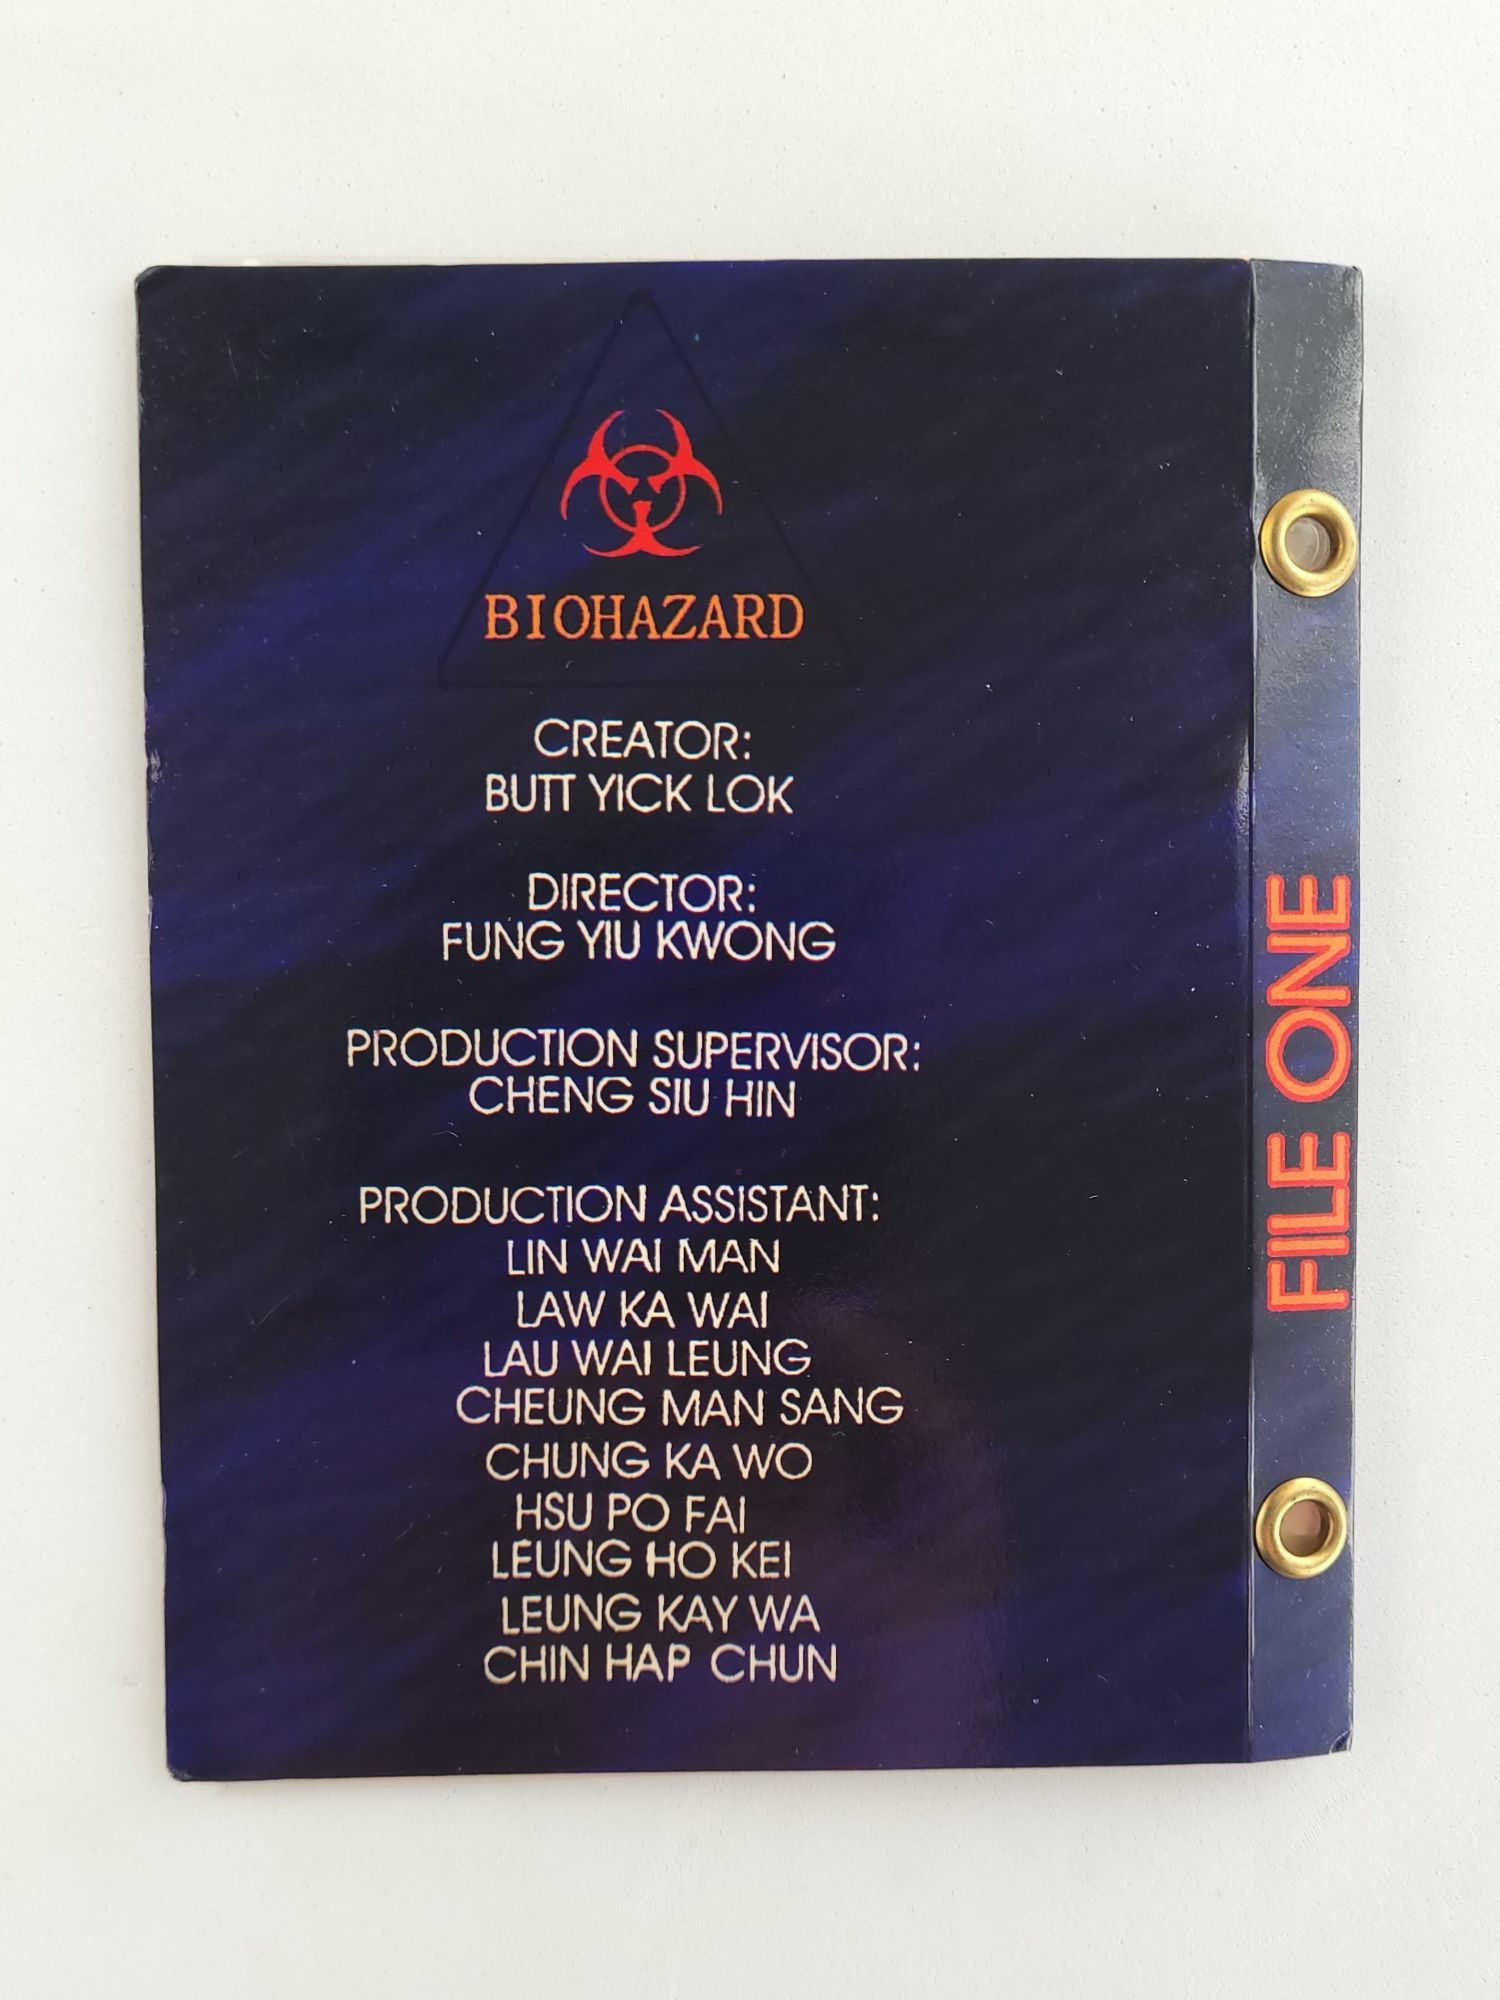 BIOHAZARD
CREATOR:
BUTT YICK LOK
DIRECTOR:
FUNG YIU KWONG
PRODUCTION SUPERVISOR:
CHENG SIU HIN
PRODUCTION ASSISTANT:
LIN WAI MAN
LAW KA WAI
LAU WAI LEUNG
CHEUNG MAN SANG
CHUNG KA WO
HSU PO FAI
LEUNG HO KEI
LEUNG KAY WA
CHIN HAP CHUN
FILE ONE